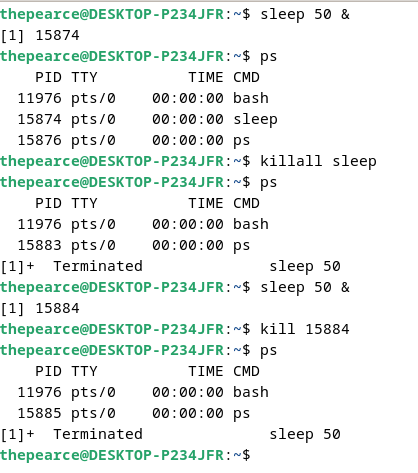 thepearce@DESKTOP-P234JFR:~$ sleep 50 &
[1] 15874
thepearce@DESKTOP-P234JFR:~$ ps
    PID TTY          TIME CMD
  11976 pts/0    00:00:00 bash
  15874 pts/0    00:00:00 sleep
  15876 pts/0    00:00:00 ps
thepearce@DESKTOP-P234JFR:~$ killall sleep
thepearce@DESKTOP-P234JFR:~$ ps
    PID TTY          TIME CMD
  11976 pts/0    00:00:00 bash
  15883 pts/0    00:00:00 ps
[1]+  Terminated              sleep 50
thepearce@DESKTOP-P234JFR:~$ sleep 50 &
[1] 15884
thepearce@DESKTOP-P234JFR:~$ kill 15884
thepearce@DESKTOP-P234JFR:~$ ps
    PID TTY          TIME CMD
  11976 pts/0    00:00:00 bash
  15885 pts/0    00:00:00 ps
[1]+  Terminated              sleep 50
thepearce@DESKTOP-P234JFR:~$